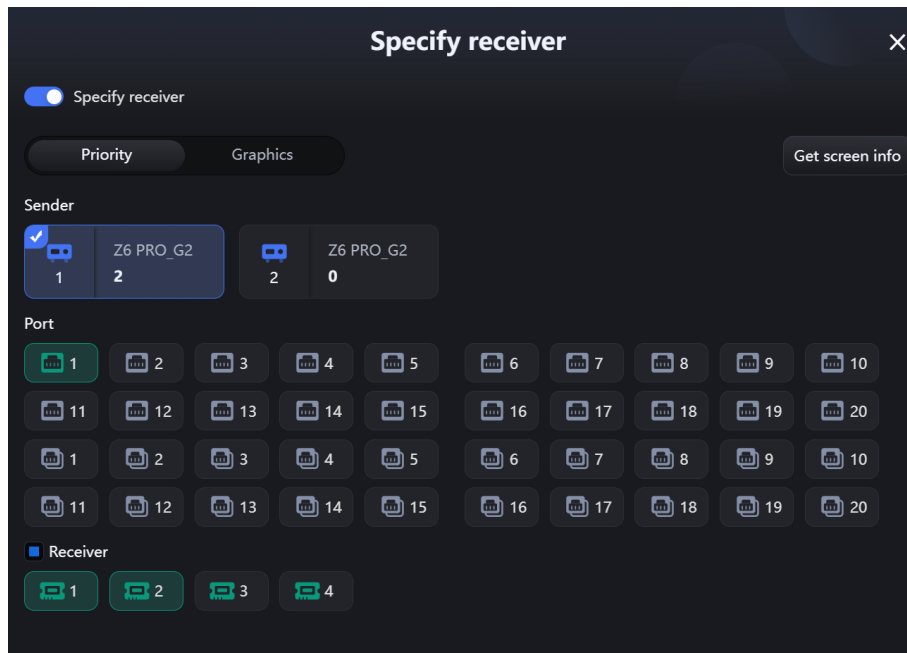 Specify receiver
Specify receiver
Priority Graphics Get screen info
Sender
Z6 PRO_G2 Z6 PRO_G2
1 2 2 0
Port
1 2 3 4 5 6 7 8 9 10
11 12 13 14 15 16 17 18 19 20
1 2 3 4 5 6 7 8 9 10
11 12 13 14 15 16 17 18 19 20
Receiver
1 2 3 4